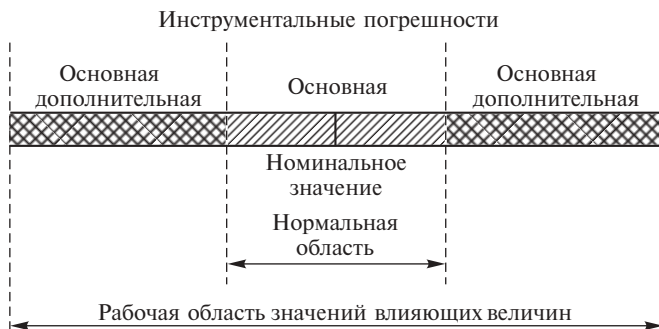 Инструментальные погрешности
Основная
дополнительная
Основная
Основная
дополнительная
Номинальное
значение
Нормальная
область
Рабочая область значений влияющих величин